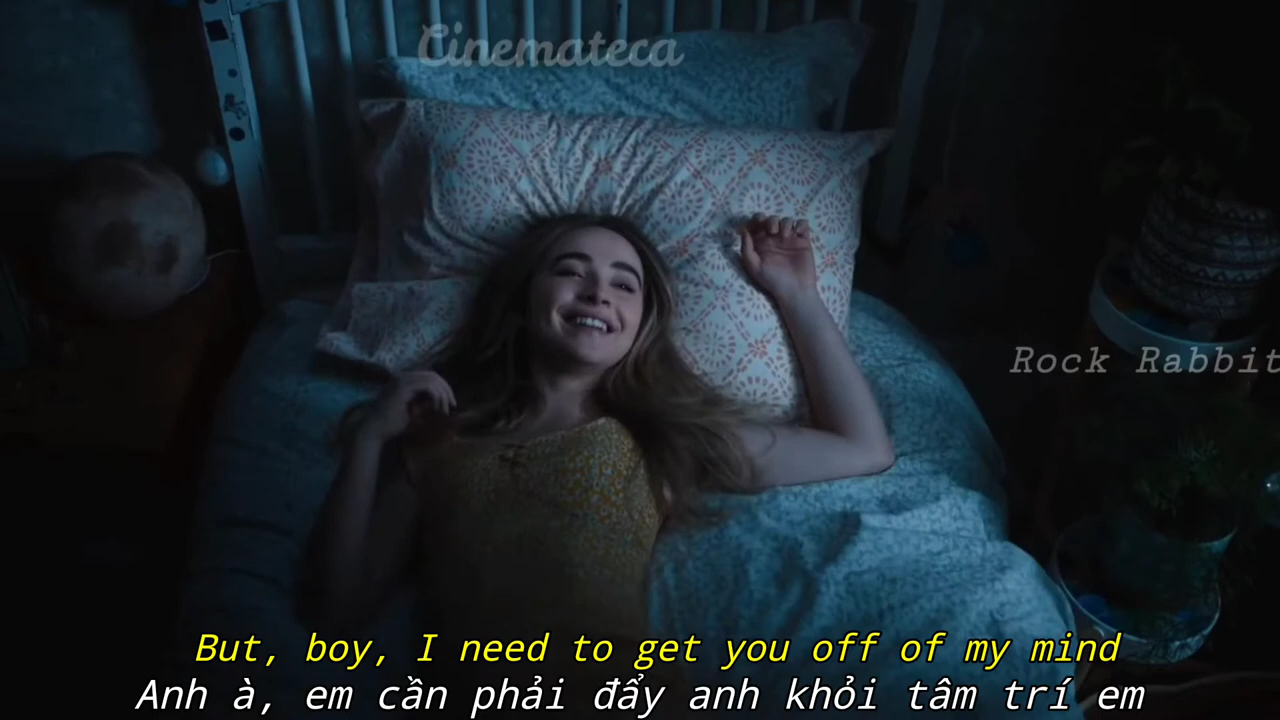 Cinemateca
Rock Rabbit
But, boy, I need to get you off of my mind
Anh à, em cần phải đẩy anh khỏi tâm trí em